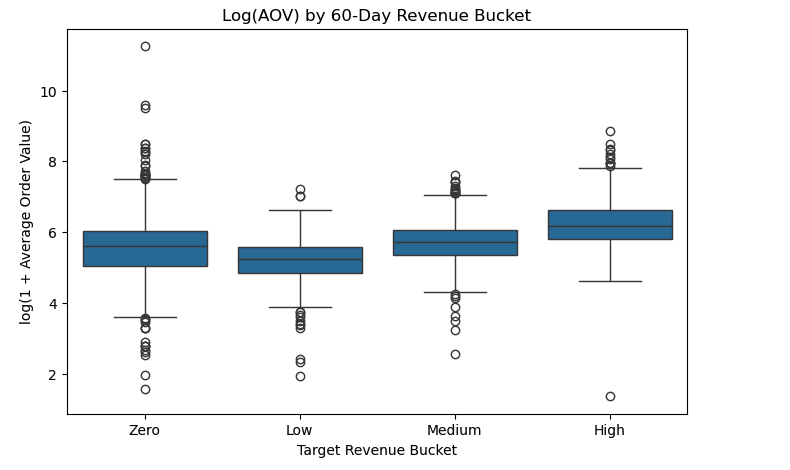 Log(AOV) by 60-Day Revenue Bucket
log(1 + Average Order Value)
10
8
6
4
2
Zero Low Medium High
Target Revenue Bucket